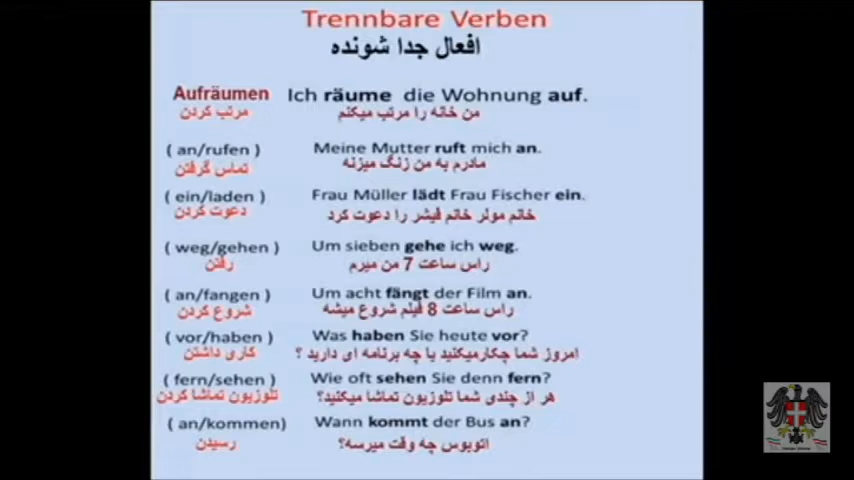 Trennbare Verben
افعال جدا شونده
Aufräumen Ich räume die Wohnung auf.
مرتب کردن من خانه را مرتب میکنم
( an/rufen ) Meine Mutter ruft mich an.
تماس گرفتن مادرم به من زنگ میزنه
( ein/laden ) Frau Müller lädt Frau Fischer ein.
دعوت کردن خانم مولر خانم فیشر را دعوت کرد
( weg/gehen ) Um sieben gehe ich weg.
رفتن راس ساعت 7 من میرم
( an/fangen ) Um acht fängt der Film an.
شروع کردن راس ساعت 8 فیلم شروع میشه
( vor/haben ) Was haben Sie heute vor?
کاری داشتن امروز شما چکارمیکنید یا چه برنامه ای دارید ؟
( fern/sehen ) Wie oft sehen Sie denn fern?
تلوزیون تماشا کردن هر از چندی شما تلوزیون تماشا میکنید؟
( an/kommen) Wann kommt der Bus an?
رسیدن اتوبوس چه وقت میرسه؟